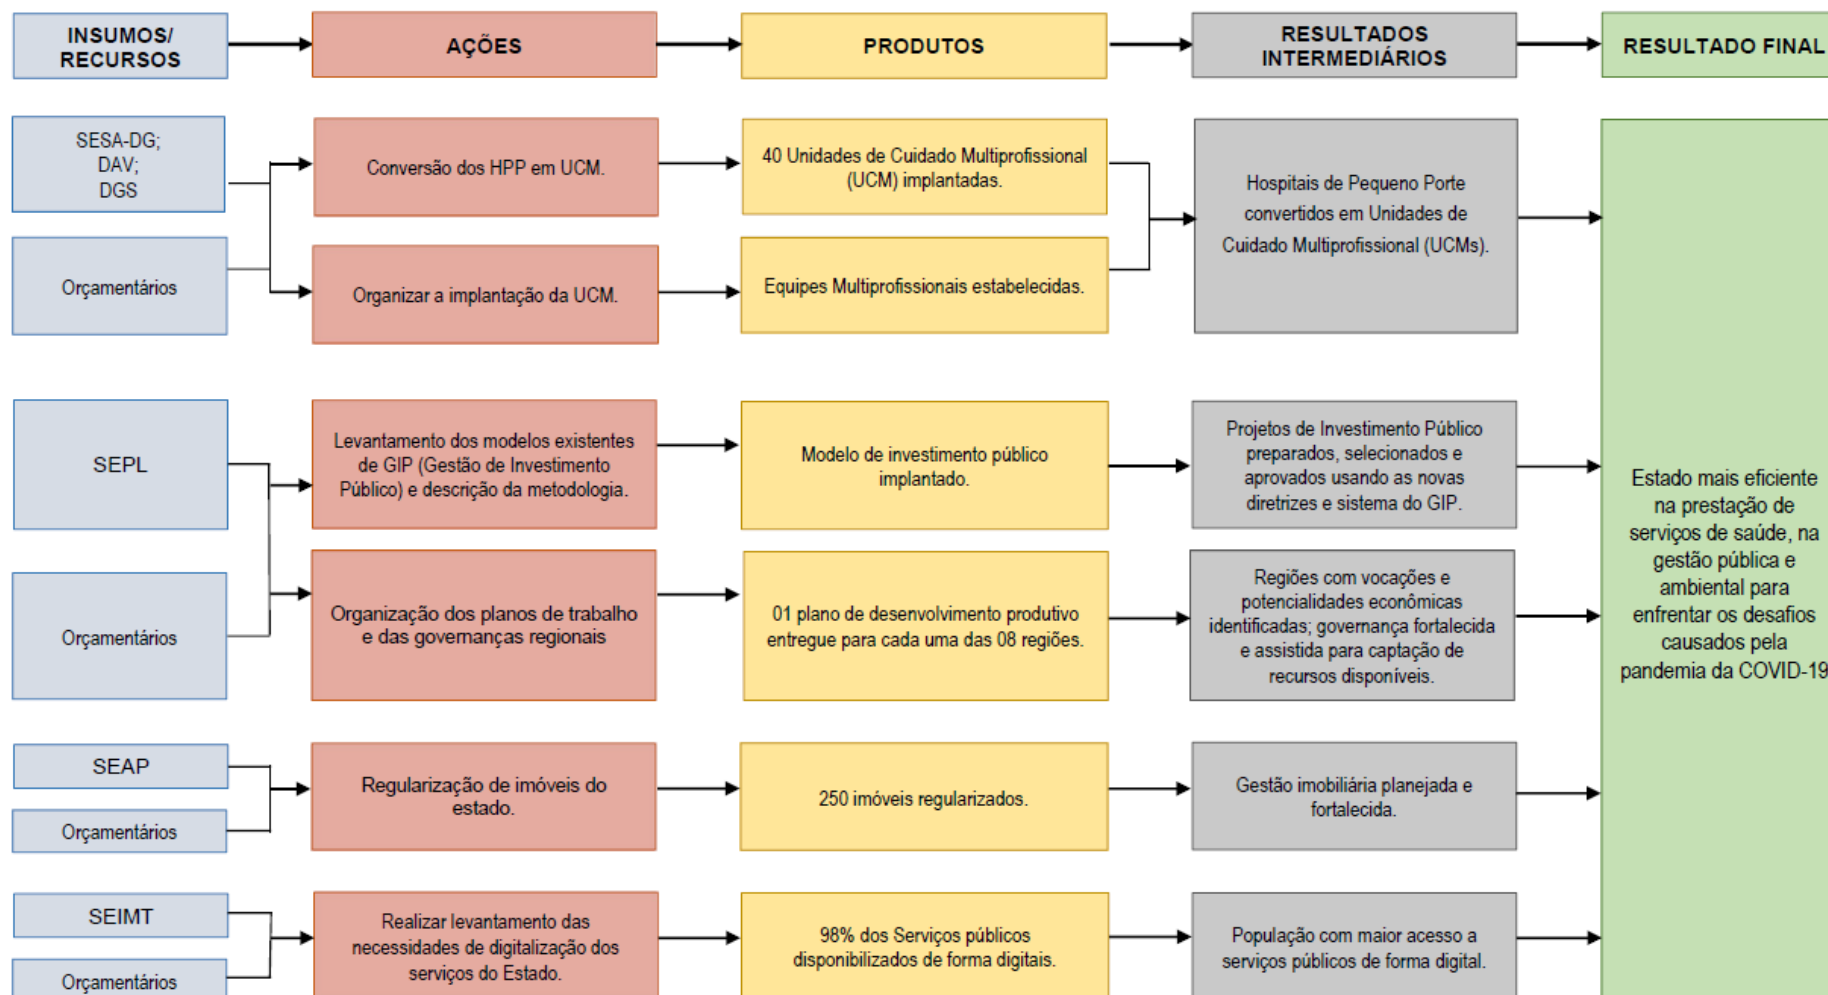 INSUMOS/
RECURSOS
AÇÕES
PRODUTOS
RESULTADOS
INTERMEDIÁRIOS
RESULTADO FINAL
SESA-DG;
DAV;
DGS
Orçamentários
Conversão dos HPP em UCM.
Organizar a implantação da UCM.
40 Unidades de Cuidado Multiprofissional
(UCM) implantadas.
Equipes Multiprofissionais estabelecidas.
Hospitais de Pequeno Porte
convertidos em Unidades de
Cuidado Multiprofissional (UCMs).
SEPL
Orçamentários
Levantamento dos modelos existentes
de GIP (Gestão de Investimento
Público) e descrição da metodologia.
Organização dos planos de trabalho
e das governanças regionais
Modelo de investimento público
implantado.
01 plano de desenvolvimento produtivo
entregue para cada uma das 08 regiões.
Projetos de Investimento Público
preparados, selecionados e
aprovados usando as novas
diretrizes e sistema do GIP.
Regiões com vocações e
potencialidades econômicas
identificadas; governança fortalecida
e assistida para captação de
recursos disponíveis.
SEAP
Orçamentários
Regularização de imóveis do
estado.
250 imóveis regularizados.
Gestão imobiliária planejada e
fortalecida.
SEIMT
Orçamentários
Realizar levantamento das
necessidades de digitalização dos
serviços do Estado.
98% dos Serviços públicos
disponibilizados de forma digitais.
População com maior acesso a
serviços públicos de forma digital.
Estado mais eficiente
na prestação de
serviços de saúde, na
gestão pública e
ambiental para
enfrentar os desafios
causados pela
pandemia da COVID-19